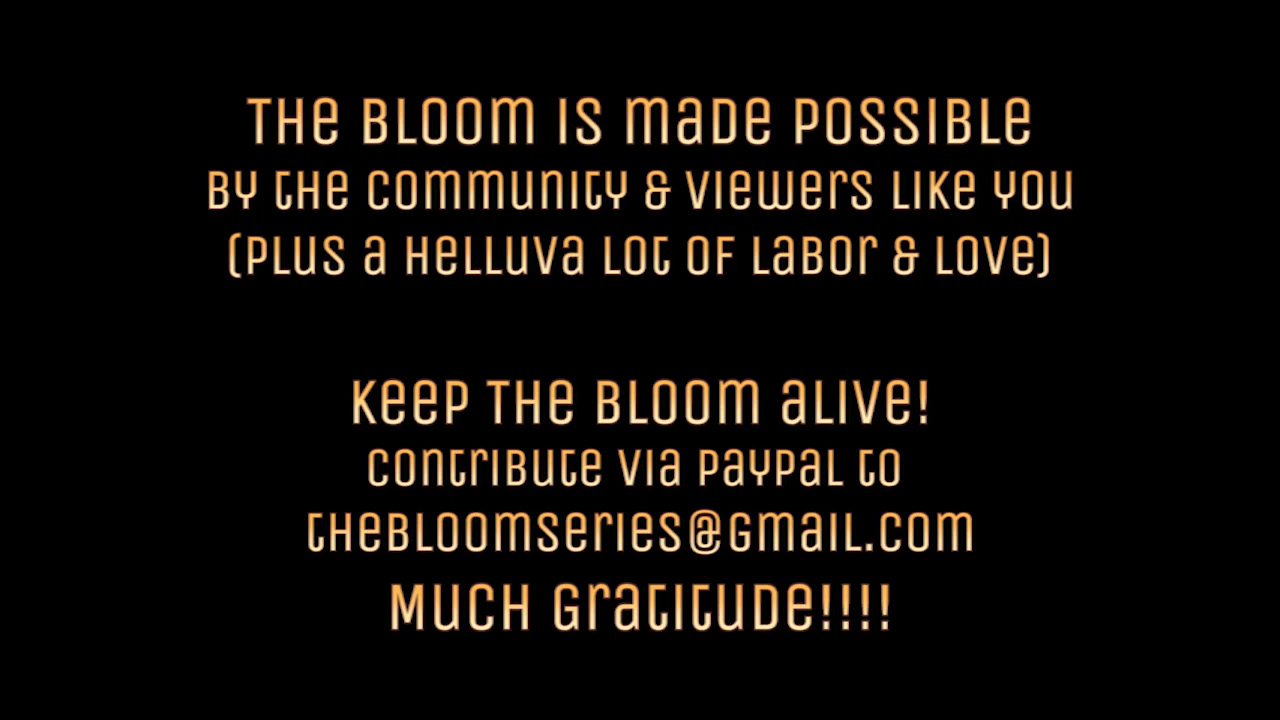 THE BLOOM IS MADE POSSIBLE
BY THE COMMUNITY & VIEWERS LIKE YOU
(PLUS A HELLUVA LOT OF LABOR & LOVE)
KEEP THE BLOOM ALIVE!
CONTRIBUTE VIA PAYPAL TO
THEBLOOMSERIES@GMAIL.COM
MUCH GRATITUDE!!!!